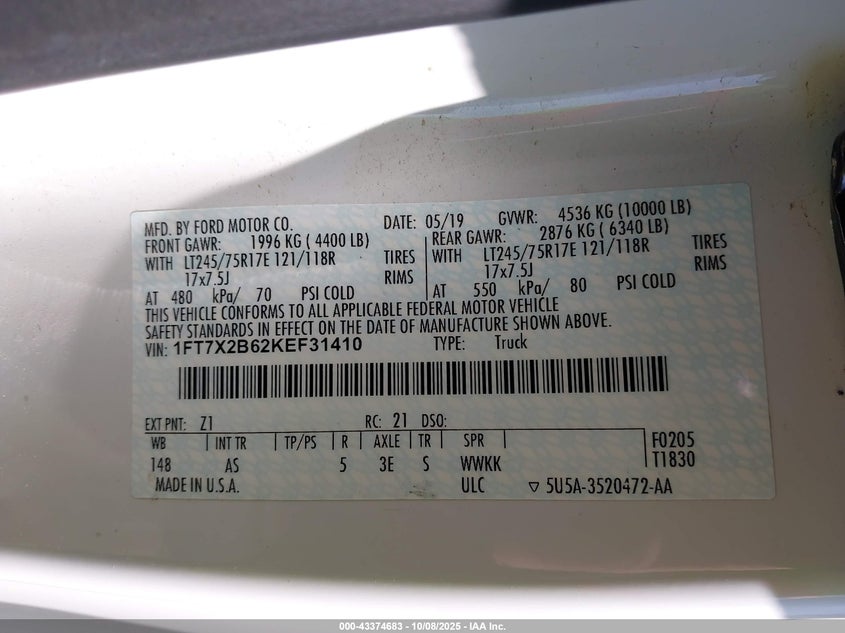 MFD. BY FORD MOTOR CO. DATE: 05/19 GVWR: 4536 KG (10000 LB)
FRONT GAWR: 1996 KG ( 4400 LB) REAR GAWR: 2876 KG ( 6340 LB)
WITH LT245/75R17E 121/118R TIRES WITH LT245/75R17E 121/118R TIRES
17x7.5J RIMS 17x7.5J RIMS
AT 480 kPa/ 70 PSI COLD AT 550 kPa/ 80 PSI COLD
THIS VEHICLE CONFORMS TO ALL APPLICABLE FEDERAL MOTOR VEHICLE
SAFETY STANDARDS IN EFFECT ON THE DATE OF MANUFACTURE SHOWN ABOVE.
VIN: 1FT7X2B62KEF31410 TYPE: Truck
EXT PNT: Z1 RC: 21 DSO:
WB INT TR TP/PS R AXLE TR SPR F0205
148 AS 5 3E S WWKK T1830
MADE IN U.S.A. ULC ▽ 5U5A-3520472-AA
000-43374683 - 10/08/2025 - IAA Inc.